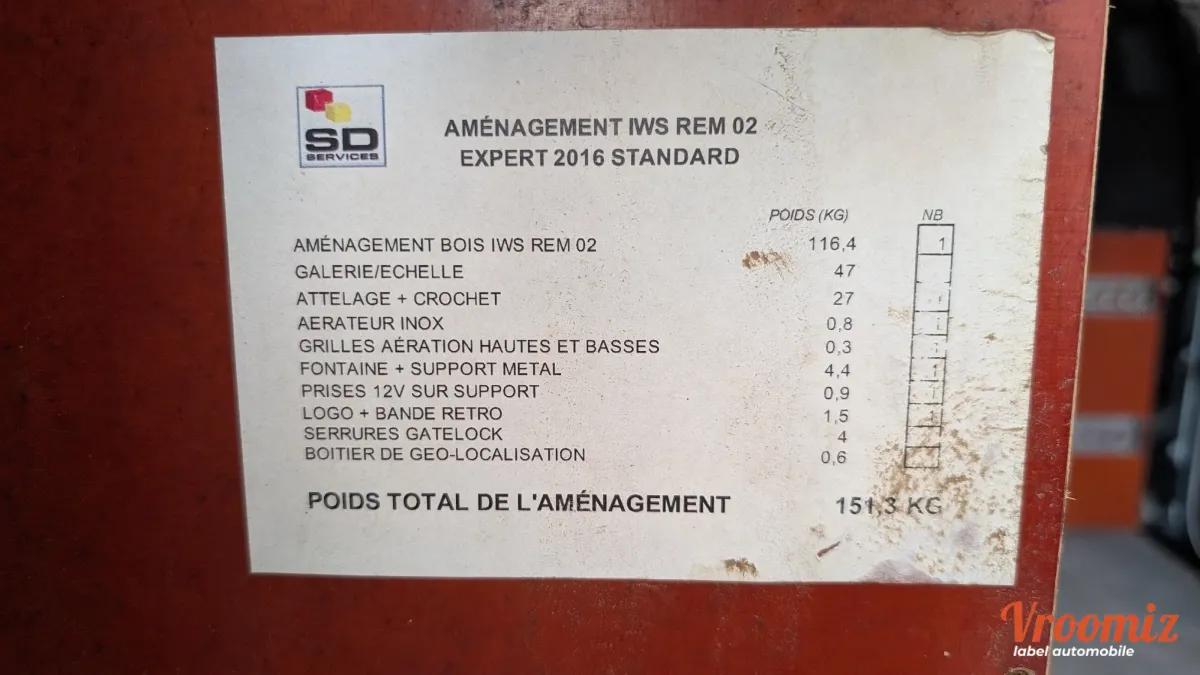 SD
SERVICES
AMÉNAGEMENT IWS REM 02
EXPERT 2016 STANDARD
POIDS (KG) NB
AMÉNAGEMENT BOIS IWS REM 02 116,4 1
GALERIE/ECHELLE 47
ATTELAGE + CROCHET 27
AERATEUR INOX 0,8
GRILLES AÉRATION HAUTES ET BASSES 0,3
FONTAINE + SUPPORT METAL 4,4
PRISES 12V SUR SUPPORT 0,9
LOGO + BANDE RETRO 1,5
SERRURES GATELOCK 4
BOITIER DE GEO-LOCALISATION 0,6
POIDS TOTAL DE L'AMÉNAGEMENT 151,3 KG
Vroomiz
label automobile